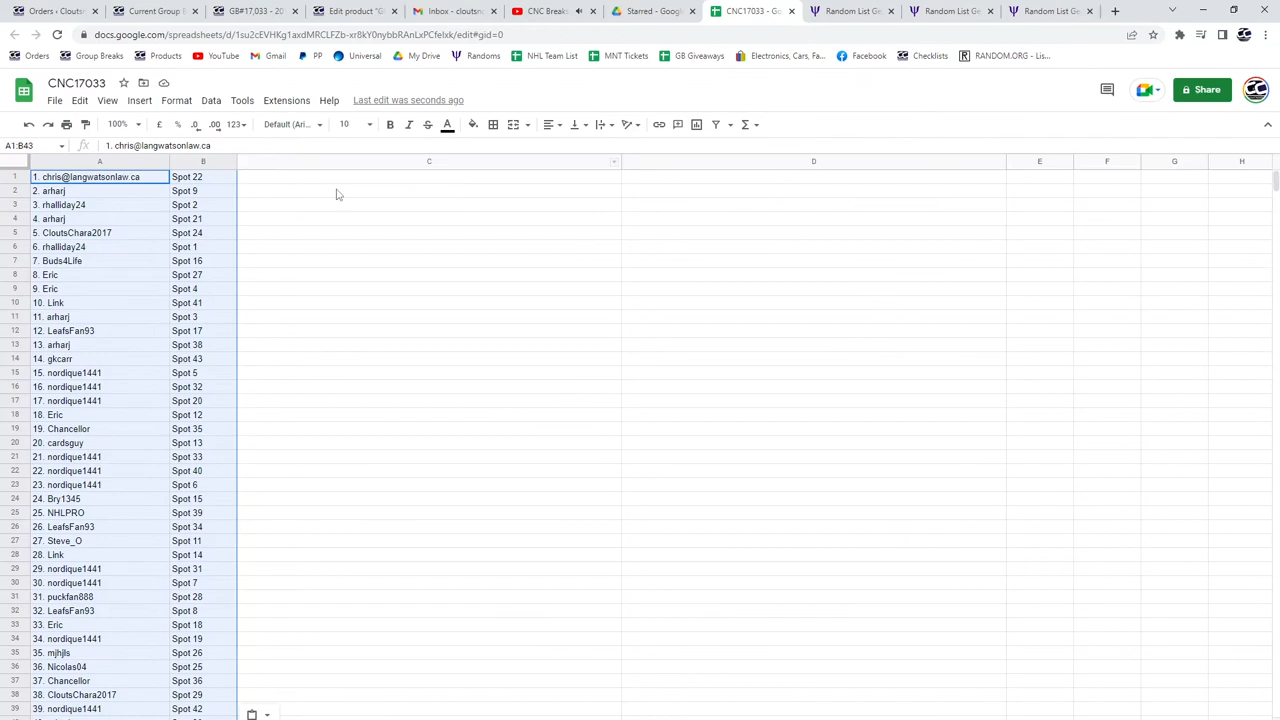 Orders ‹ Clouts
Current Group I
GB#17,033 - 201
Edit product "G
Inbox - cloutsno
CNC Breaks
Starred - Google
CNC17033 - Go
Random List Ge
Random List Ge
Random List Ge
docs.google.com/spreadsheets/d/1su2cEVHKg1axdMRCLFZb-xr8kY0nybbRAnLxPCfelxk/edit#gid=0
Orders
Group Breaks
Products
YouTube
Gmail
PP
Universal
My Drive
Randoms
NHL Team List
MNT Tickets
GB Giveaways
Electronics, Cars, Fa...
Facebook
Checklists
RANDOM.ORG - Lis...
CNC17033
File Edit View Insert Format Data Tools Extensions Help Last edit was seconds ago
Share
100% £ % .0 .00 123 Default (Ari... 10 B I S A
A1:B43 fx 1. chris@langwatsonlaw.ca
A B C D E F G H
1 1. chris@langwatsonlaw.ca Spot 22
2 2. arharj Spot 9
3 3. rhalliday24 Spot 2
4 4. arharj Spot 21
5 5. CloutsChara2017 Spot 24
6 6. rhalliday24 Spot 1
7 7. Buds4Life Spot 16
8 8. Eric Spot 27
9 9. Eric Spot 4
10 10. Link Spot 41
11 11. arharj Spot 3
12 12. LeafsFan93 Spot 17
13 13. arharj Spot 38
14 14. gkcarr Spot 43
15 15. nordique1441 Spot 5
16 16. nordique1441 Spot 32
17 17. nordique1441 Spot 20
18 18. Eric Spot 12
19 19. Chancellor Spot 35
20 20. cardsguy Spot 13
21 21. nordique1441 Spot 33
22 22. nordique1441 Spot 40
23 23. nordique1441 Spot 6
24 24. Bry1345 Spot 15
25 25. NHLPRO Spot 39
26 26. LeafsFan93 Spot 34
27 27. Steve_O Spot 11
28 28. Link Spot 14
29 29. nordique1441 Spot 31
30 30. nordique1441 Spot 7
31 31. puckfan888 Spot 28
32 32. LeafsFan93 Spot 8
33 33. Eric Spot 18
34 34. nordique1441 Spot 19
35 35. mjhjls Spot 26
36 36. Nicolas04 Spot 25
37 37. Chancellor Spot 36
38 38. CloutsChara2017 Spot 29
39 39. nordique1441 Spot 42